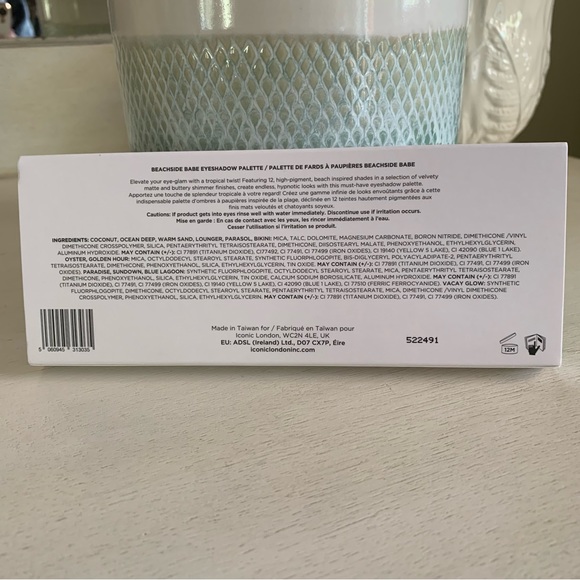 BEACHSIDE BABE EYESHADOW PALETTE / PALETTE DE FARDS À PAUPIÈRES BEACHSIDE BABE
Elevate your eye-glam with a tropical twist! Featuring 12, high-pigment, beach inspired shades in a selection of velvety
matte and buttery shimmer finishes, create endless, hypnotic looks with this must-have eyeshadow palette.
Apportez une touche de splendeur tropicale à votre regard! Créez une gamme infinie de looks envoûtants grâce à cette
indispensable palette d'ombres à paupières inspirée de la plage, déclinée en 12 teintes hautement pigmentées aux
finis mats veloutés et chatoyants soyeux.
Caution: If product gets into eyes rinse well with water immediately. Discontinue use if irritation occurs.
Mise en garde : En cas de contact avec les yeux, les rincer immédiatement à l'eau.
Cesser l'utilisation si l'irritation se produit.
INGREDIENTS: COCONUT, OCEAN DEEP, WARM SAND, LOUNGER, PARASOL, BIKINI: MICA, TALC, DOLOMITE, MAGNESIUM CARBONATE, BORON NITRIDE, DIMETHICONE /VINYL
DIMETHICONE CROSSPOLYMER, SILICA, PENTAERYTHRITYL TETRAISOSTEARATE, DIMETHICONE, DIISOSTEARYL MALATE, PHENOXYETHANOL, ETHYLHEXYLGLYCERIN,
ALUMINUM HYDROXIDE. MAY CONTAIN (+/-): CI 77891 (TITANIUM DIOXIDE), CI77492, CI 77491, CI 77499 (IRON OXIDES), CI 19140 (YELLOW 5 LAKE), CI 42090 (BLUE 1 LAKE).
OYSTER, GOLDEN HOUR: MICA, OCTYLDODECYL STEAROYL STEARATE, SYNTHETIC FLUORPHLOGOPITE, BIS-DIGLYCERYL POLYACYLADIPATE-2, PENTAERYTHRITYL
TETRAISOSTEARATE, DIMETHICONE, PHENOXYETHANOL, SILICA, ETHYLHEXYLGLYCERIN, TIN OXIDE. MAY CONTAIN (+/-): CI 77891 (TITANIUM DIOXIDE), CI 77491, CI 77499 (IRON
OXIDES). PARADISE, SUNDOWN, BLUE LAGOON: SYNTHETIC FLUORPHLOGOPITE, OCTYLDODECYL STEAROYL STEARATE, MICA, PENTAERYTHRITYL TETRAISOSTEARATE,
DIMETHICONE, PHENOXYETHANOL, SILICA, ETHYLHEXYLGLYCERIN, TIN OXIDE, CALCIUM SODIUM BOROSILICATE, ALUMINUM HYDROXIDE. MAY CONTAIN (+/-): CI 77891
(TITANIUM DIOXIDE), CI 77491, CI 77499 (IRON OXIDES), CI 19140 (YELLOW 5 LAKE), CI 42090 (BLUE 1 LAKE), CI 77510 (FERRIC FERROCYANIDE). VACAY GLOW: SYNTHETIC
FLUORPHLOGOPITE, DIMETHICONE, OCTYLDODECYL STEAROYL STEARATE, PENTAERYTHRITYL TETRAISOSTEARATE, MICA, DIMETHICONE /VINYL DIMETHICONE
CROSSPOLYMER, PHENOXYETHANOL, SILICA, ETHYLHEXYLGLYCERIN. MAY CONTAIN (+/-): CI 77891 (TITANIUM DIOXIDE), CI 77491, CI 77499 (IRON OXIDES).
Made in Taiwan for / Fabriqué en Taïwan pour
Iconic London, WC2N 4LE, UK
EU: ADSL (Ireland) Ltd., D07 CX7P, Éire
iconiclondoninc.com
522491
12M
5 060945 313035